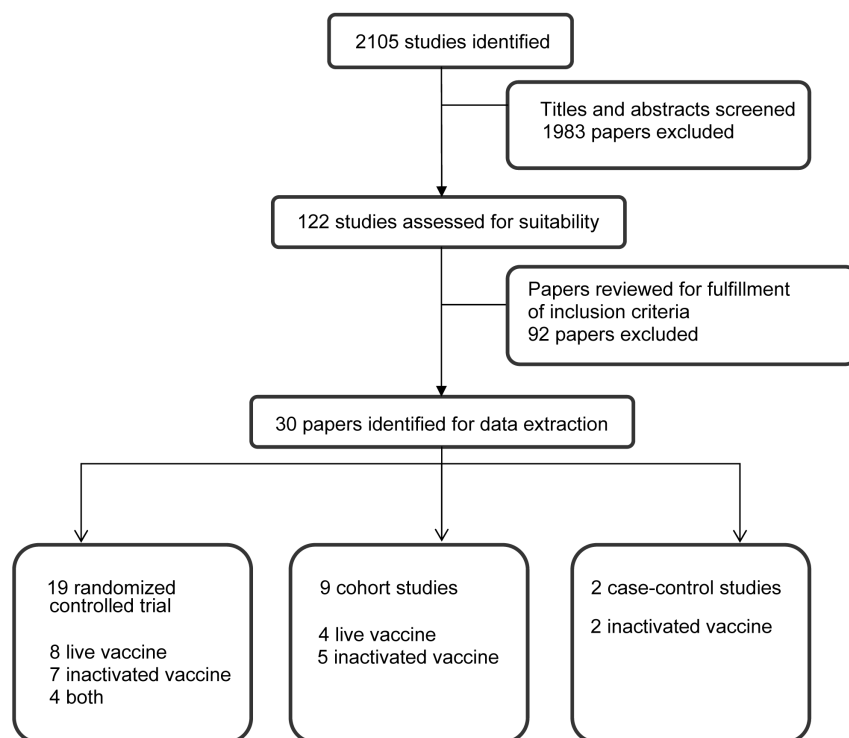 2105 studies identified
Titles and abstracts screened
1983 papers excluded
122 studies assessed for suitability
Papers reviewed for fulfillment
of inclusion criteria
92 papers excluded
30 papers identified for data extraction
19 randomized
controlled trial
8 live vaccine
7 inactivated vaccine
4 both
9 cohort studies
4 live vaccine
5 inactivated vaccine
2 case-control studies
2 inactivated vaccine